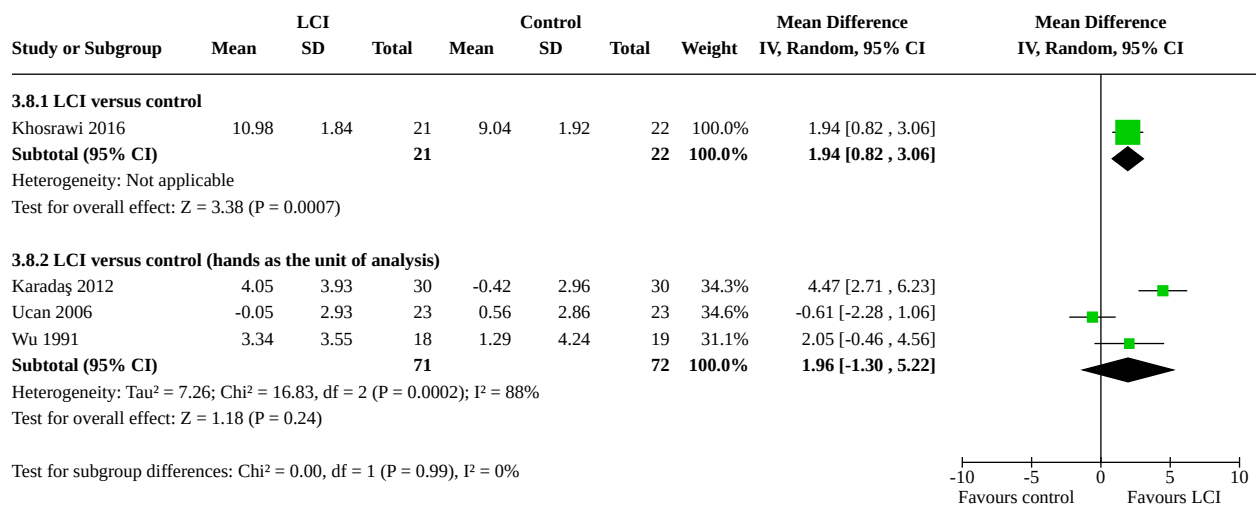 LCI Control Mean Difference Mean Difference
Study or Subgroup Mean SD Total Mean SD Total Weight IV, Random, 95% CI IV, Random, 95% CI
3.8.1 LCI versus control
Khosrawi 2016 10.98 1.84 21 9.04 1.92 22 100.0% 1.94 [0.82 , 3.06]
Subtotal (95% CI) 21 22 100.0% 1.94 [0.82 , 3.06]
Heterogeneity: Not applicable
Test for overall effect: Z = 3.38 (P = 0.0007)
3.8.2 LCI versus control (hands as the unit of analysis)
Karadaş 2012 4.05 3.93 30 -0.42 2.96 30 34.3% 4.47 [2.71 , 6.23]
Ucan 2006 -0.05 2.93 23 0.56 2.86 23 34.6% -0.61 [-2.28 , 1.06]
Wu 1991 3.34 3.55 18 1.29 4.24 19 31.1% 2.05 [-0.46 , 4.56]
Subtotal (95% CI) 71 72 100.0% 1.96 [-1.30 , 5.22]
Heterogeneity: Tau² = 7.26; Chi² = 16.83, df = 2 (P = 0.0002); I² = 88%
Test for overall effect: Z = 1.18 (P = 0.24)
Test for subgroup differences: Chi² = 0.00, df = 1 (P = 0.99), I² = 0%
-10 -5 0 5 10
Favours control Favours LCI